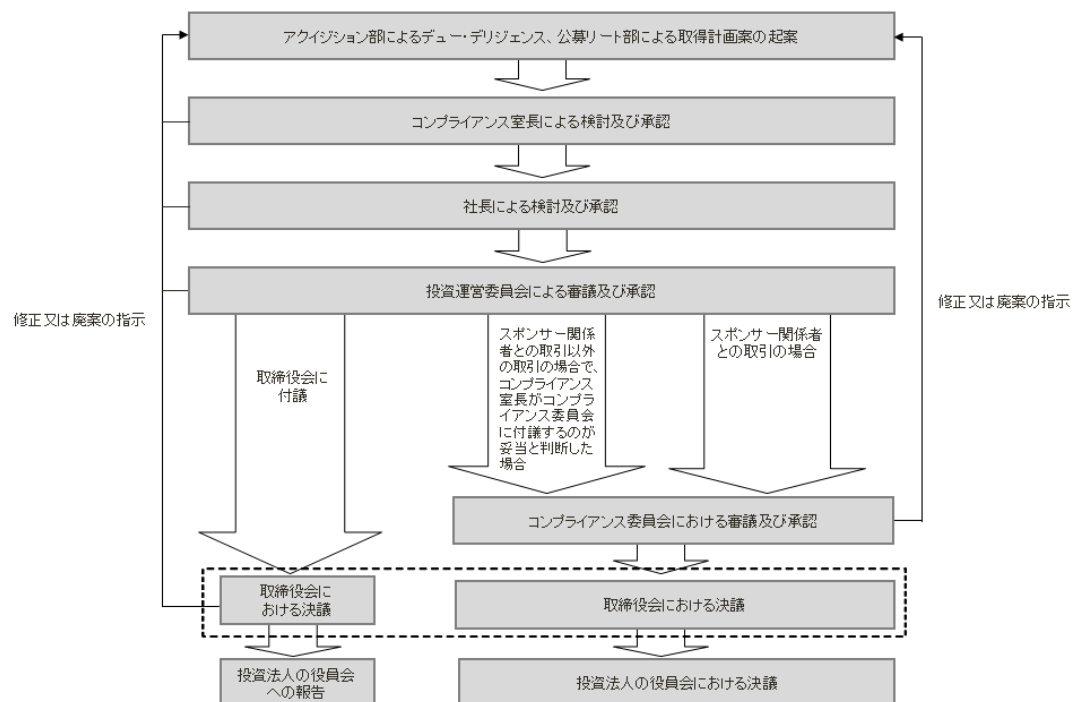 アクイジション部によるデュー・デリジェンス、公募リート部による取得計画案の起案
コンプライアンス室長による検討及び承認
社長による検討及び承認
投資運営委員会による審議及び承認
修正又は廃案の指示
修正又は廃案の指示
取締役会に
付議
スポンサー関係
者との取引以外
の取引の場合で、
コンプライアンス
室長がコンプラ
イアンス委員会
に付議するのが
妥当と判断した
場合
スポンサー関係者
との取引の場合
コンプライアンス委員会における審議及び承認
取締役会に
おける決議
取締役会における決議
投資法人の役員会
への報告
投資法人の役員会における決議